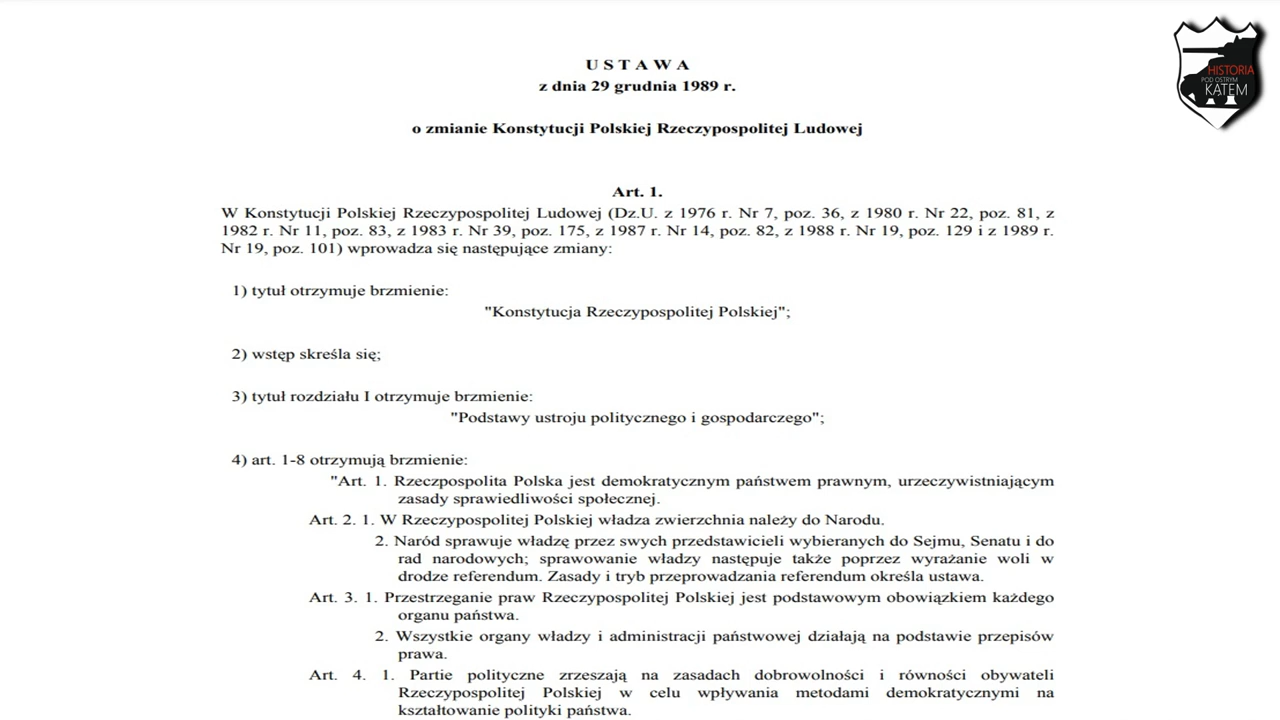 HISTORIA
POD OSTRYM
KĄTEM
U S T A W A
z dnia 29 grudnia 1989 r.
o zmianie Konstytucji Polskiej Rzeczypospolitej Ludowej
Art. 1.
W Konstytucji Polskiej Rzeczypospolitej Ludowej (Dz.U. z 1976 r. Nr 7, poz. 36, z 1980 r. Nr 22, poz. 81, z
1982 r. Nr 11, poz. 83, z 1983 r. Nr 39, poz. 175, z 1987 r. Nr 14, poz. 82, z 1988 r. Nr 19, poz. 129 i z 1989 r.
Nr 19, poz. 101) wprowadza się następujące zmiany:
1) tytuł otrzymuje brzmienie:
"Konstytucja Rzeczypospolitej Polskiej";
2) wstęp skreśla się;
3) tytuł rozdziału I otrzymuje brzmienie:
"Podstawy ustroju politycznego i gospodarczego";
4) art. 1-8 otrzymują brzmienie:
"Art. 1. Rzeczpospolita Polska jest demokratycznym państwem prawnym, urzeczywistniającym
zasady sprawiedliwości społecznej.
Art. 2. 1. W Rzeczypospolitej Polskiej władza zwierzchnia należy do Narodu.
2. Naród sprawuje władzę przez swych przedstawicieli wybieranych do Sejmu, Senatu i do
rad narodowych; sprawowanie władzy następuje także poprzez wyrażanie woli w
drodze referendum. Zasady i tryb przeprowadzania referendum określa ustawa.
Art. 3. 1. Przestrzeganie praw Rzeczypospolitej Polskiej jest podstawowym obowiązkiem każdego
organu państwa.
2. Wszystkie organy władzy i administracji państwowej działają na podstawie przepisów
prawa.
Art. 4. 1. Partie polityczne zrzeszają na zasadach dobrowolności i równości obywateli
Rzeczypospolitej Polskiej w celu wpływania metodami demokratycznymi na
kształtowanie polityki państwa.